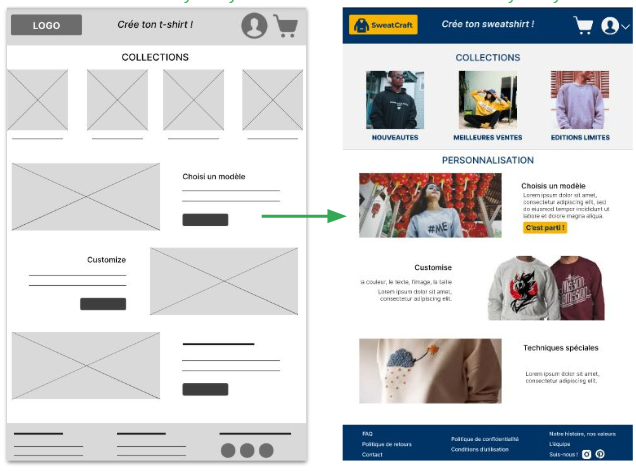 LOGO
Crée ton t-shirt !
COLLECTIONS
Choisi un modèle
Customize
SweatCraft
Crée ton sweatshirt !
COLLECTIONS
NOUVEAUTES
MEILLEURES VENTES
EDITIONS LIMITES
PERSONNALISATION
#ME
Choisis un modèle
Lorem ipsum dolor sit amet,
consectetur adipiscing elit, sed
do eiusmod tempor incididunt ut
labore et dolore magna aliqua.
C'est parti !
Customise
la couleur, le texte, l'image, la taille
Lorem ipsum dolor sit amet,
consectetur adipiscing elit.
Techniques spéciales
Lorem ipsum dolor sit amet,
consectetur adipiscing elit.
FAQ
Politique de retours
Contact
Politique de confidentialité
Conditions d'utilisation
Notre histoire, nos valeurs
L'équipe
Suis-nous !